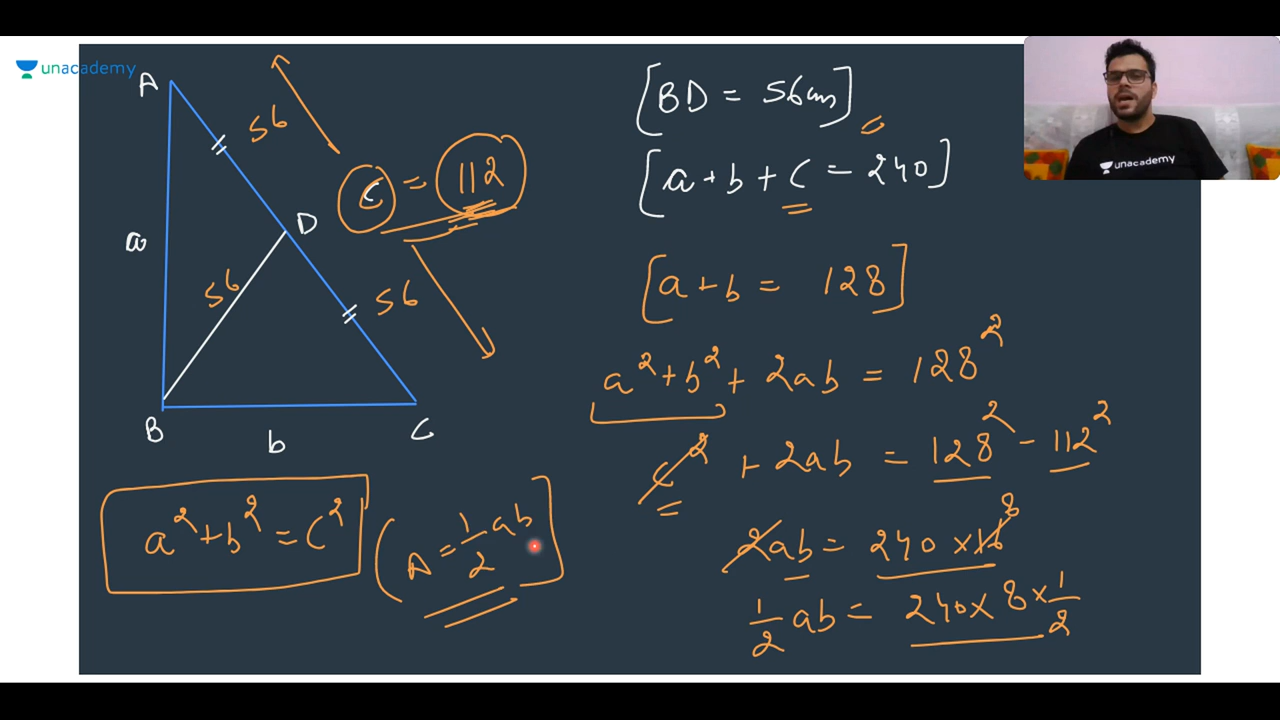 unacademy
A
56
[BD = 56cm]
unacademy
c = 112
[a + b + c = 240]
a
D
56
56
[a + b = 128]
a² + b² + 2ab = 128²
B
b
C
c² + 2ab = 128² - 112²
a² + b² = c²
A = 1/2 ab
2ab = 240 × 16 8
1/2 ab = 240 × 8 × 1/2